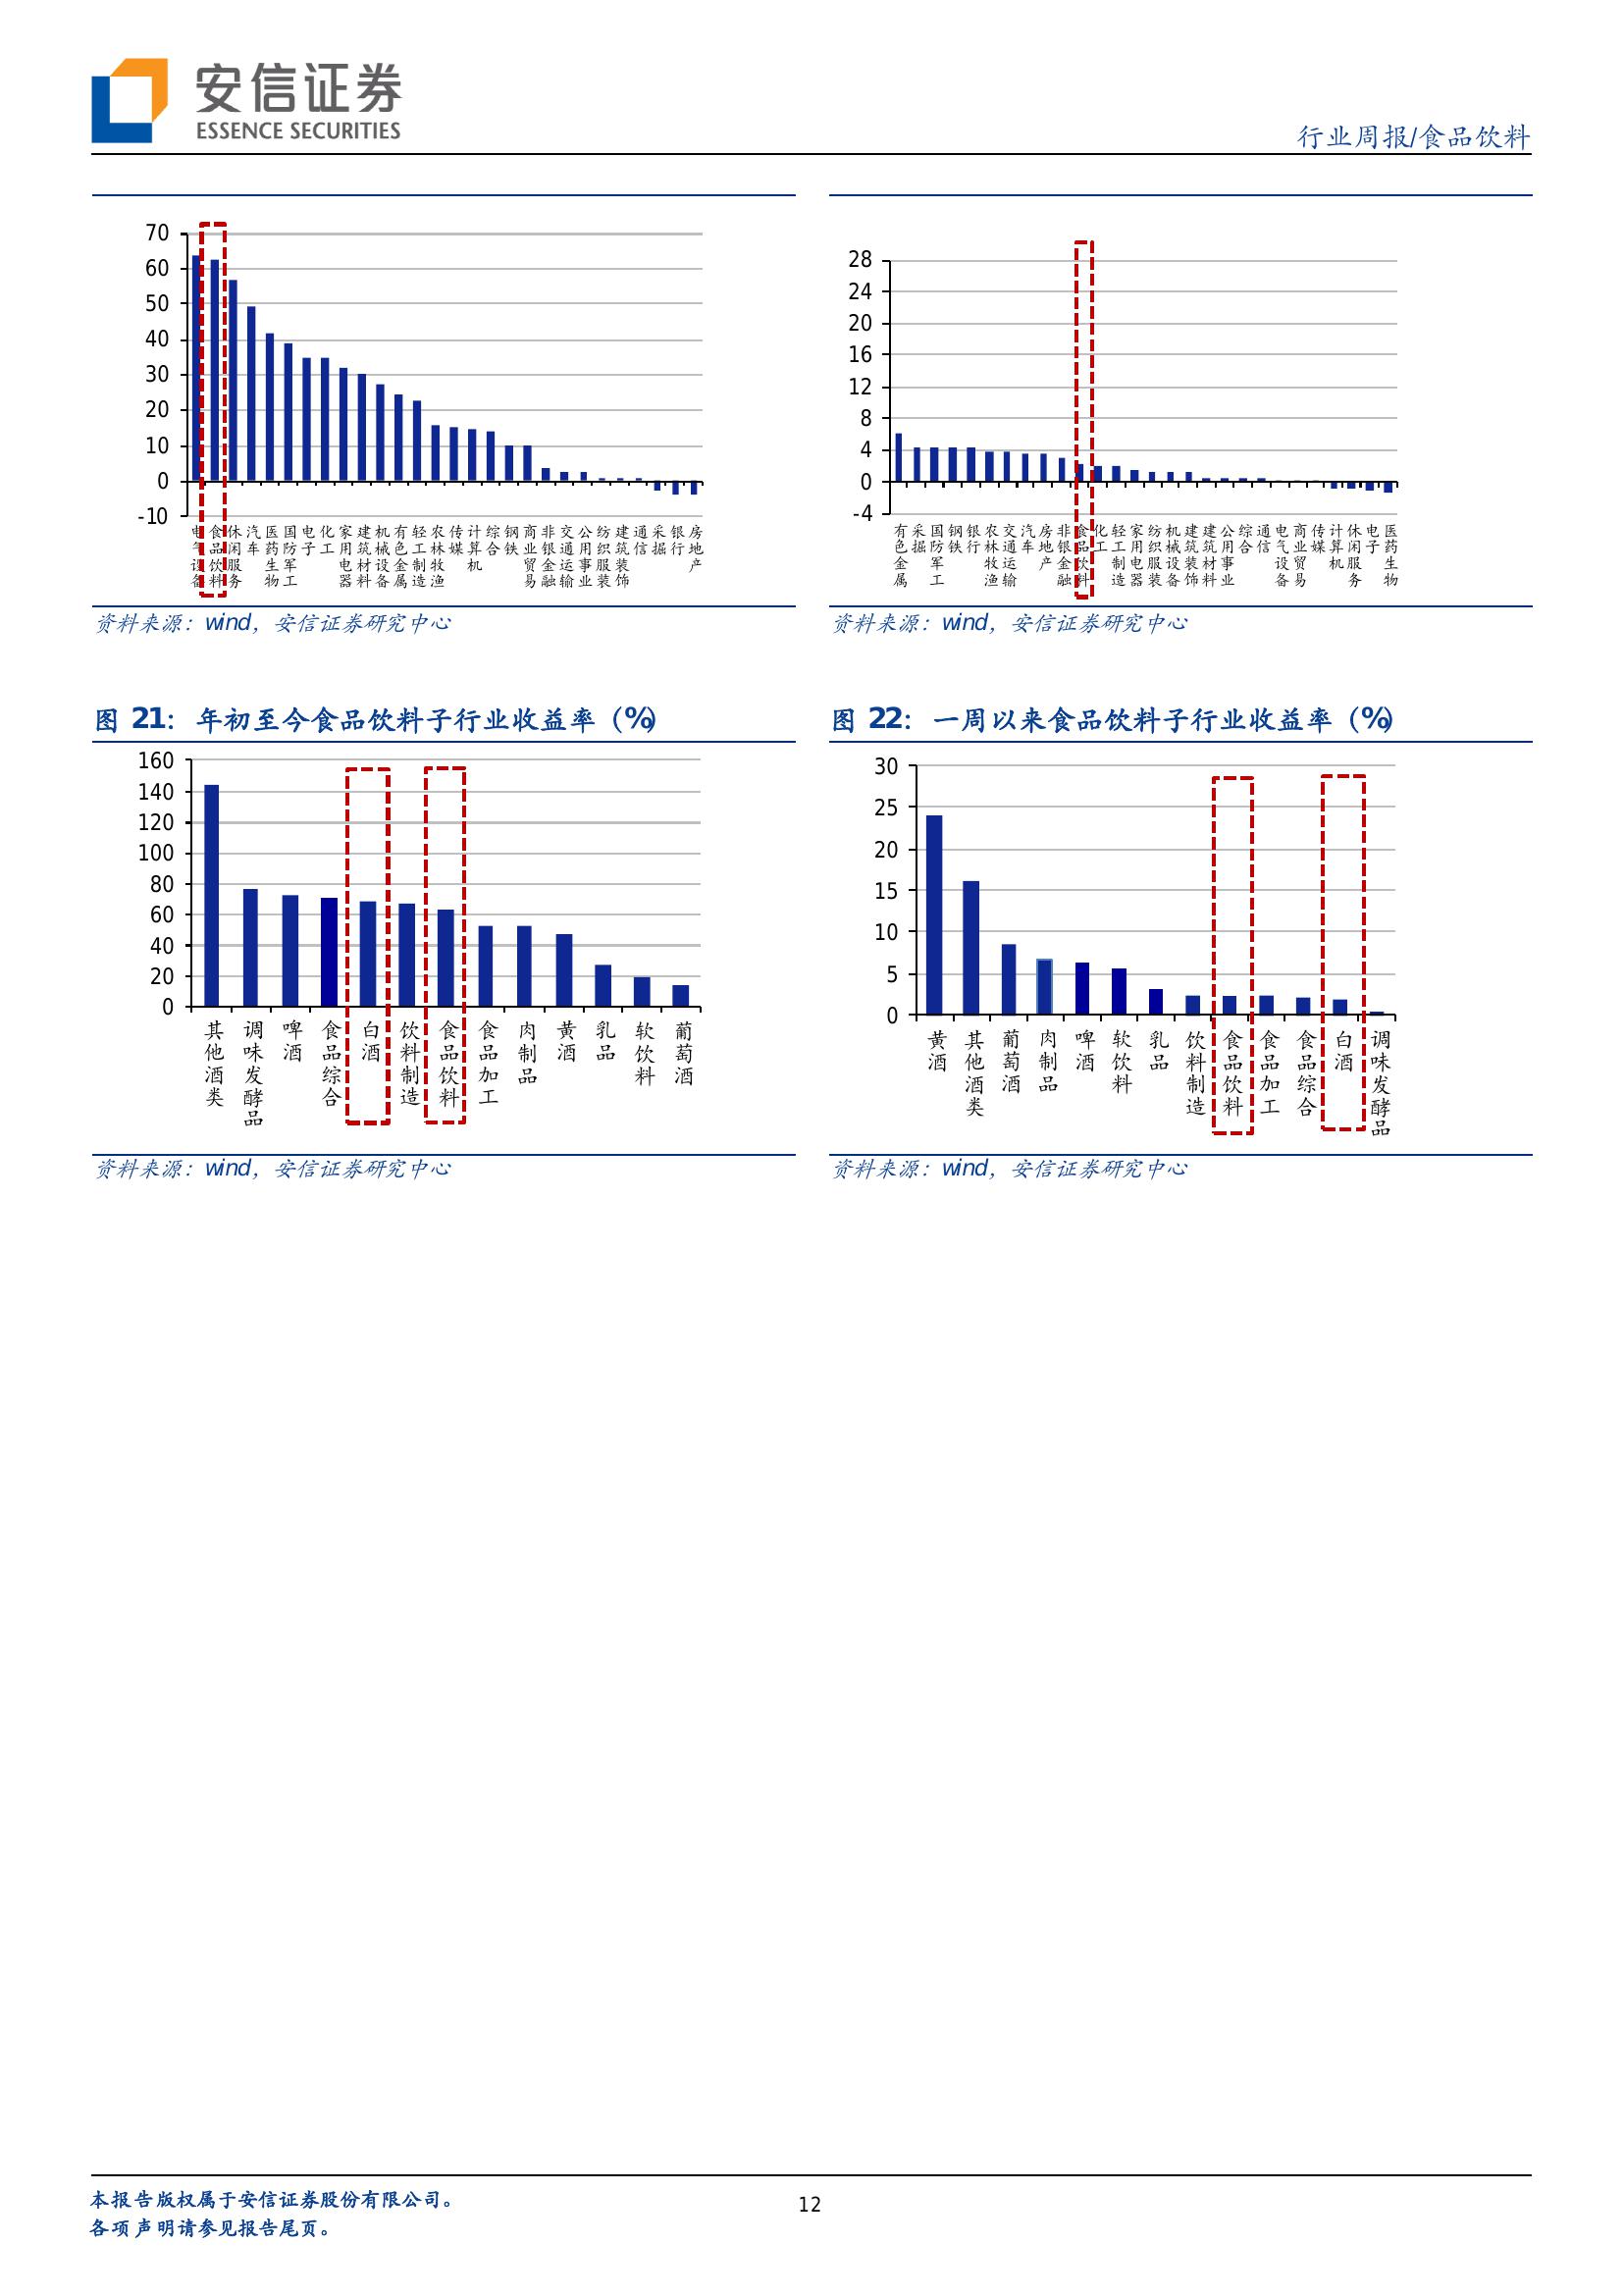 安信证券
ESSENCE SECURITIES
行业周报/食品饮料
70
60
50
40
30
20
10
0
-10
电气设备 食品饮料 休闲服务 汽车 医药生物 国防军工 电子 化工 家用电器 建筑材料 机械设备 有色金属 轻工制造 农林牧渔 传媒 计算机 综合 钢铁 商业贸易 非银金融 交通运输 公用事业 纺织服装 建筑装饰 通信 采掘 银行 房地产
资料来源：wind，安信证券研究中心
28
24
20
16
12
8
4
0
-4
有色金属 采掘 国防军工 钢铁 银行 农林牧渔 交通运输 汽车 房地产 非银金融 食品饮料 化工 轻工制造 家用电器 纺织服装 机械设备 建筑装饰 建筑材料 公用事业 综合 通信 电气设备 商业贸易 传媒 计算机 休闲服务 电子 医药生物
资料来源：wind，安信证券研究中心
图 21：年初至今食品饮料子行业收益率（%）
160
140
120
100
80
60
40
20
0
其他酒类 调味发酵品 啤酒 食品综合 白酒 饮料制造 食品饮料 食品加工 肉制品 黄酒 乳品 软饮料 葡萄酒
资料来源：wind，安信证券研究中心
图 22：一周以来食品饮料子行业收益率（%）
30
25
20
15
10
5
0
黄酒 其他酒类 葡萄酒 肉制品 啤酒 软饮料 乳品 饮料制造 食品饮料 食品加工 食品综合 白酒 调味发酵品
资料来源：wind，安信证券研究中心
本报告版权属于安信证券股份有限公司。
各项声明请参见报告尾页。
12